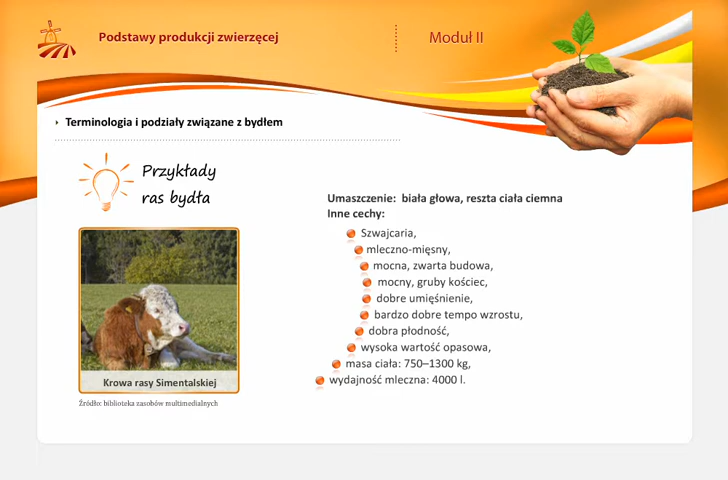 Podstawy produkcji zwierzęcej
Moduł II
Terminologia i podziały związane z bydłem
Przykłady
ras bydła
Krowa rasy Simentalskiej
Źródło: biblioteka zasobów multimedialnych
Umaszczenie: biała głowa, reszta ciała ciemna
Inne cechy:
Szwajcaria,
mleczno-mięsny,
mocna, zwarta budowa,
mocny, gruby kościec,
dobre umięśnienie,
bardzo dobre tempo wzrostu,
dobra płodność,
wysoka wartość opasowa,
masa ciała: 750–1300 kg,
wydajność mleczna: 4000 l.